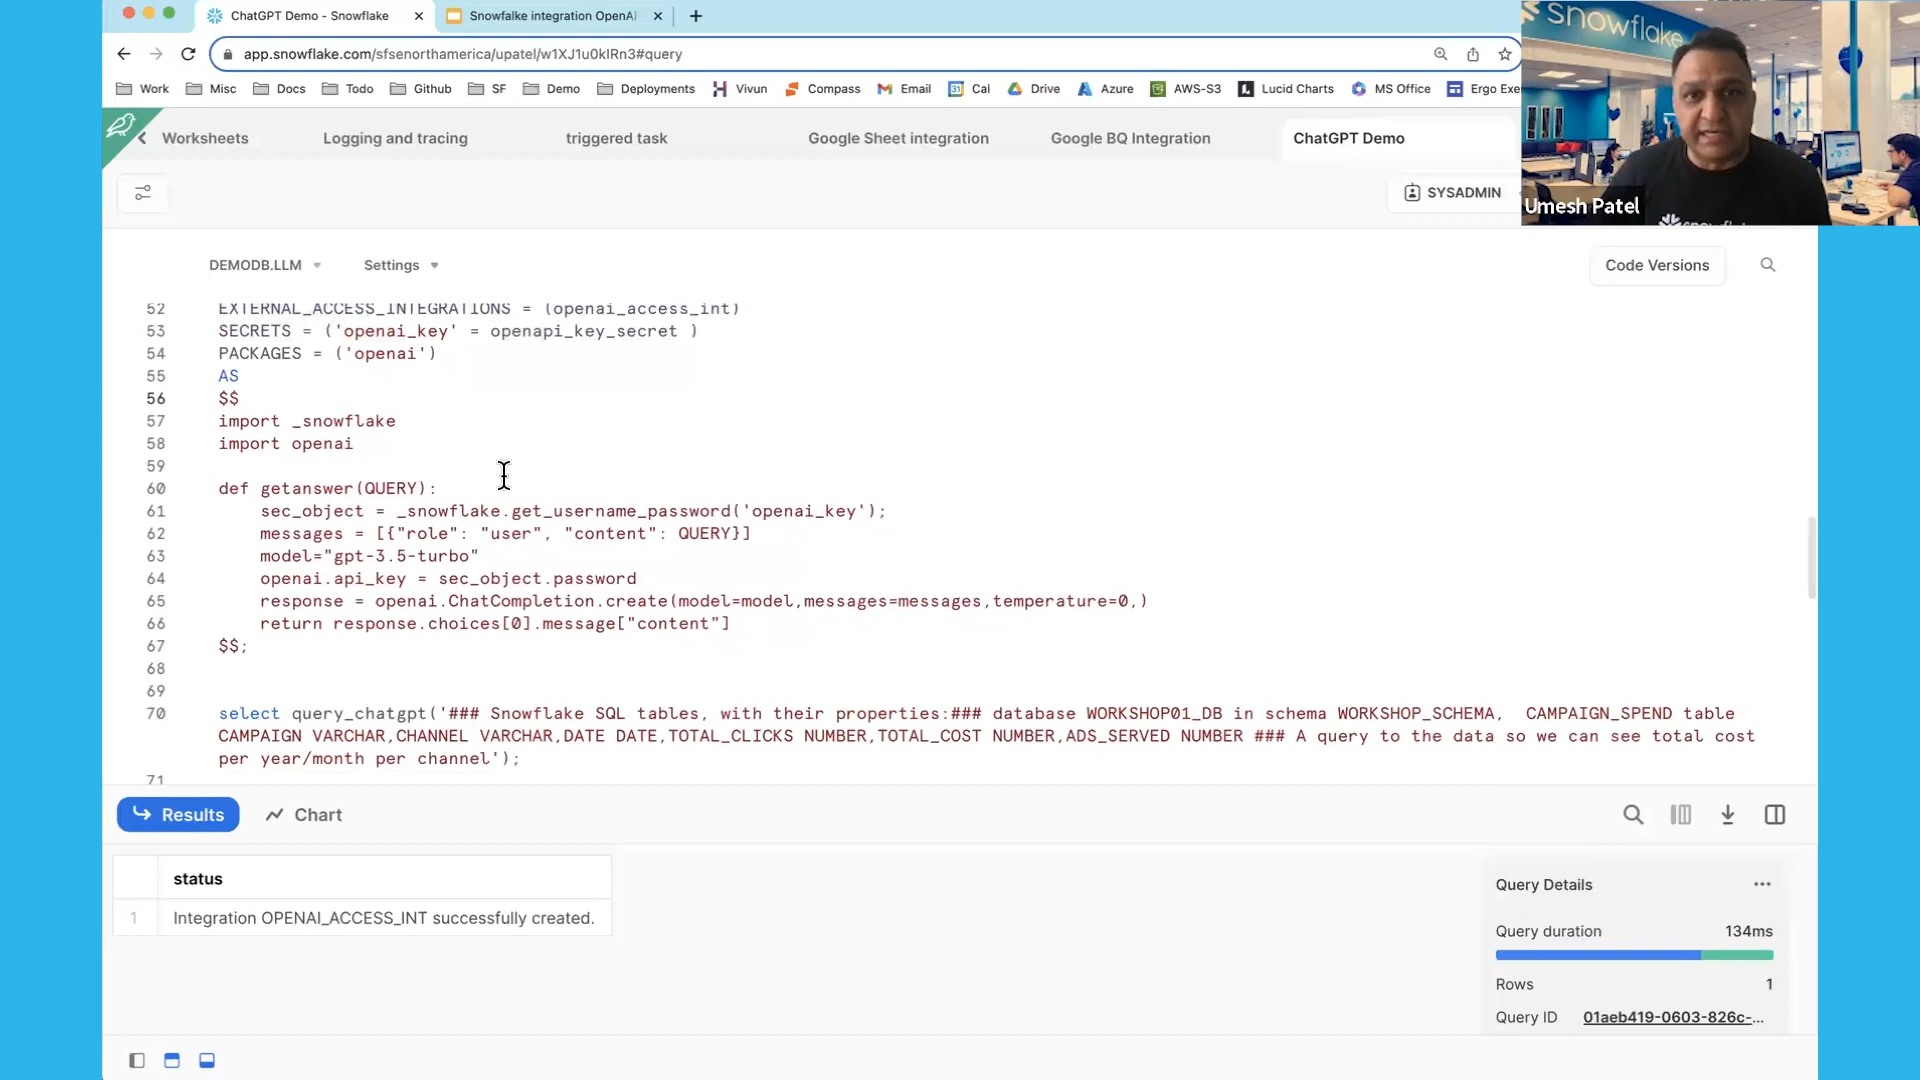 ChatGPT Demo - Snowflake
Snowfalke integration OpenAI
app.snowflake.com/sfsenorthamerica/upatel/w1XJ1u0kIRn3#query
Work Misc Docs Todo Github SF Demo Deployments Vivun Compass Email Cal Drive Azure AWS-S3 Lucid Charts MS Office Ergo Exe
snowflake
Worksheets Logging and tracing triggered task Google Sheet integration Google BQ Integration ChatGPT Demo
SYSADMIN
Umesh Patel
snowflake
DEMODB.LLM Settings Code Versions
52 EXTERNAL_ACCESS_INTEGRATIONS = (openai_access_int)
53 SECRETS = ('openai_key' = openapi_key_secret )
54 PACKAGES = ('openai')
55 AS
56 $$
57 import _snowflake
58 import openai
59
60 def getanswer(QUERY):
61 sec_object = _snowflake.get_username_password('openai_key');
62 messages = [{"role": "user", "content": QUERY}]
63 model="gpt-3.5-turbo"
64 openai.api_key = sec_object.password
65 response = openai.ChatCompletion.create(model=model,messages=messages,temperature=0,)
66 return response.choices[0].message["content"]
67 $$;
68
69
70 select query_chatgpt('### Snowflake SQL tables, with their properties:### database WORKSHOP01_DB in schema WORKSHOP_SCHEMA, CAMPAIGN_SPEND table
CAMPAIGN VARCHAR,CHANNEL VARCHAR,DATE DATE,TOTAL_CLICKS NUMBER,TOTAL_COST NUMBER,ADS_SERVED NUMBER ### A query to the data so we can see total cost
per year/month per channel');
71
Results Chart
status
1 Integration OPENAI_ACCESS_INT successfully created.
Query Details
Query duration 134ms
Rows 1
Query ID 01aeb419-0603-826c-...